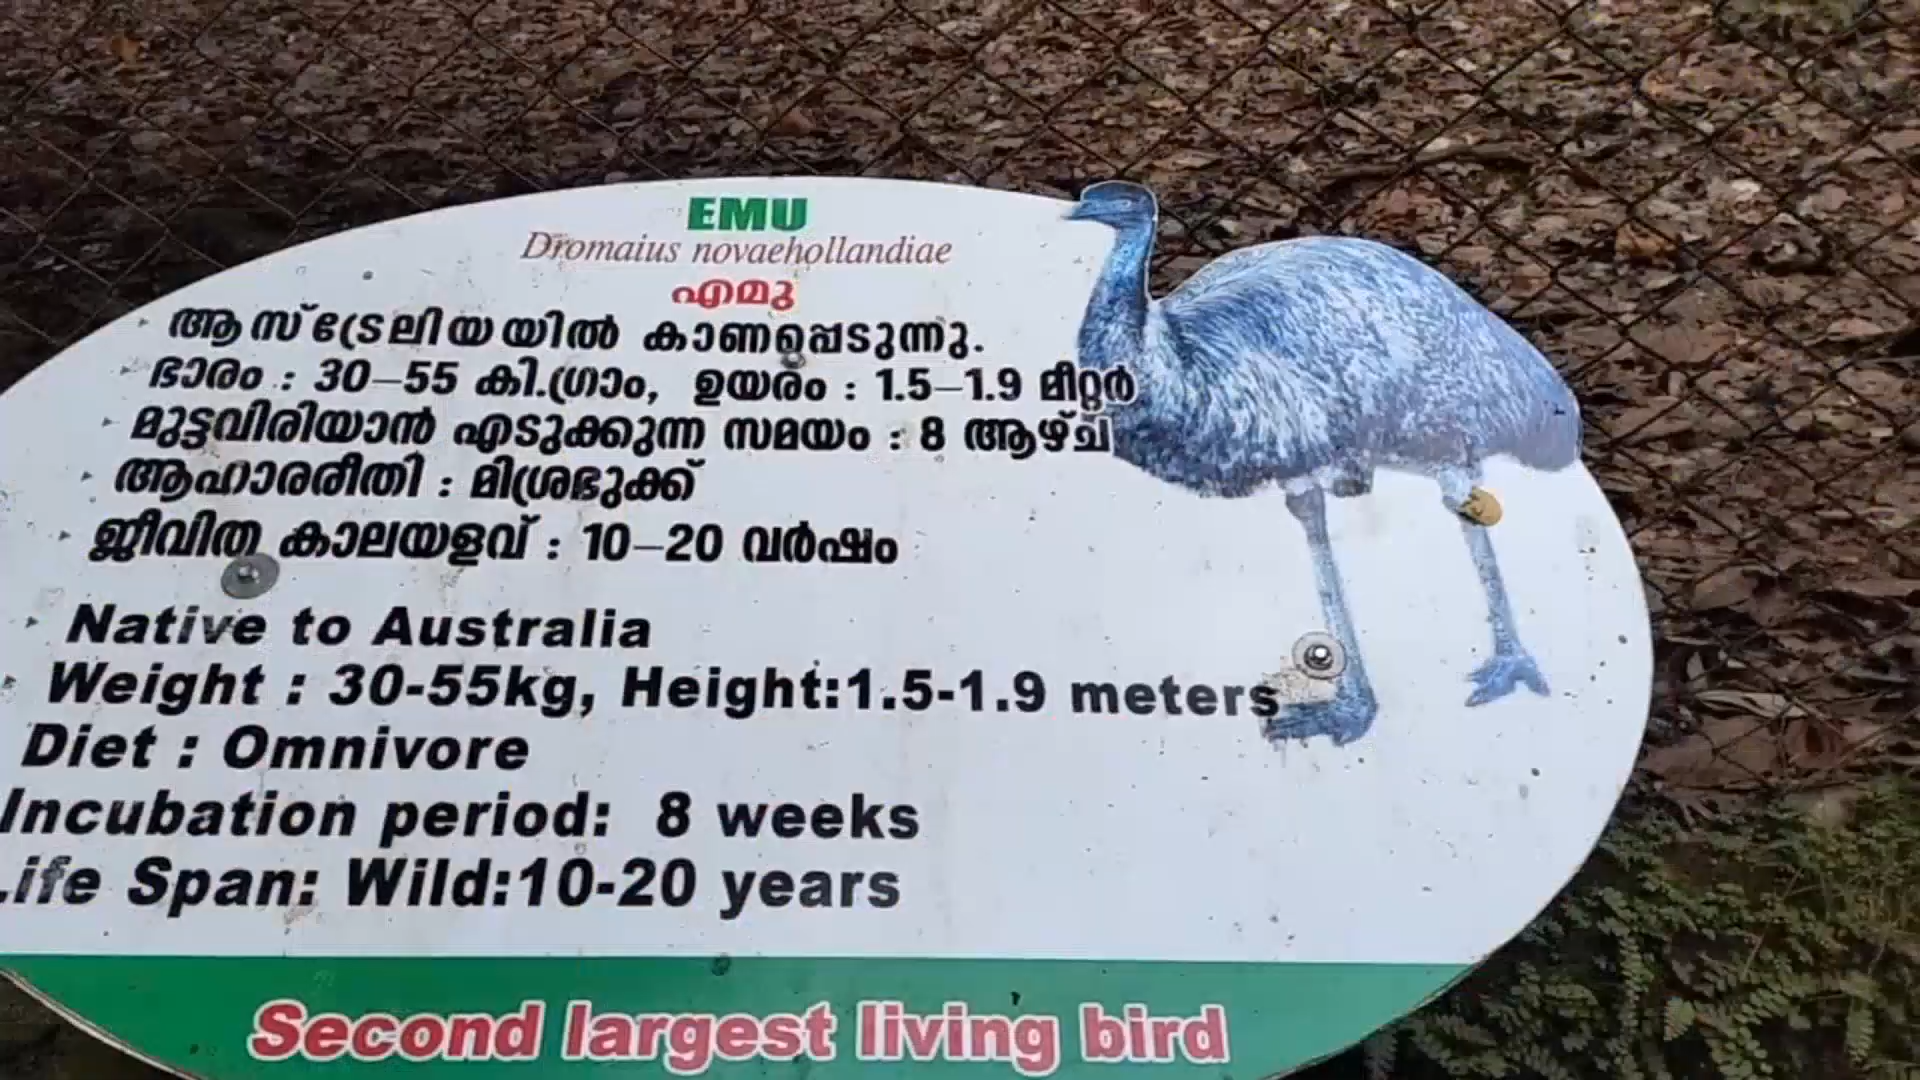 EMU
Dromaius novaehollandiae
എമു
ആസ്ട്രേലിയയിൽ കാണപ്പെടുന്നു.
ഭാരം : 30–55 കി.ഗ്രാം, ഉയരം : 1.5–1.9 മീറ്റർ
മുട്ടവിരിയാൻ എടുക്കുന്ന സമയം : 8 ആഴ്ച
ആഹാരരീതി : മിശ്രഭുക്ക്
ജീവിത കാലയളവ് : 10–20 വർഷം
Native to Australia
Weight : 30-55kg, Height:1.5-1.9 meters
Diet : Omnivore
Incubation period: 8 weeks
Life Span: Wild:10-20 years
Second largest living bird